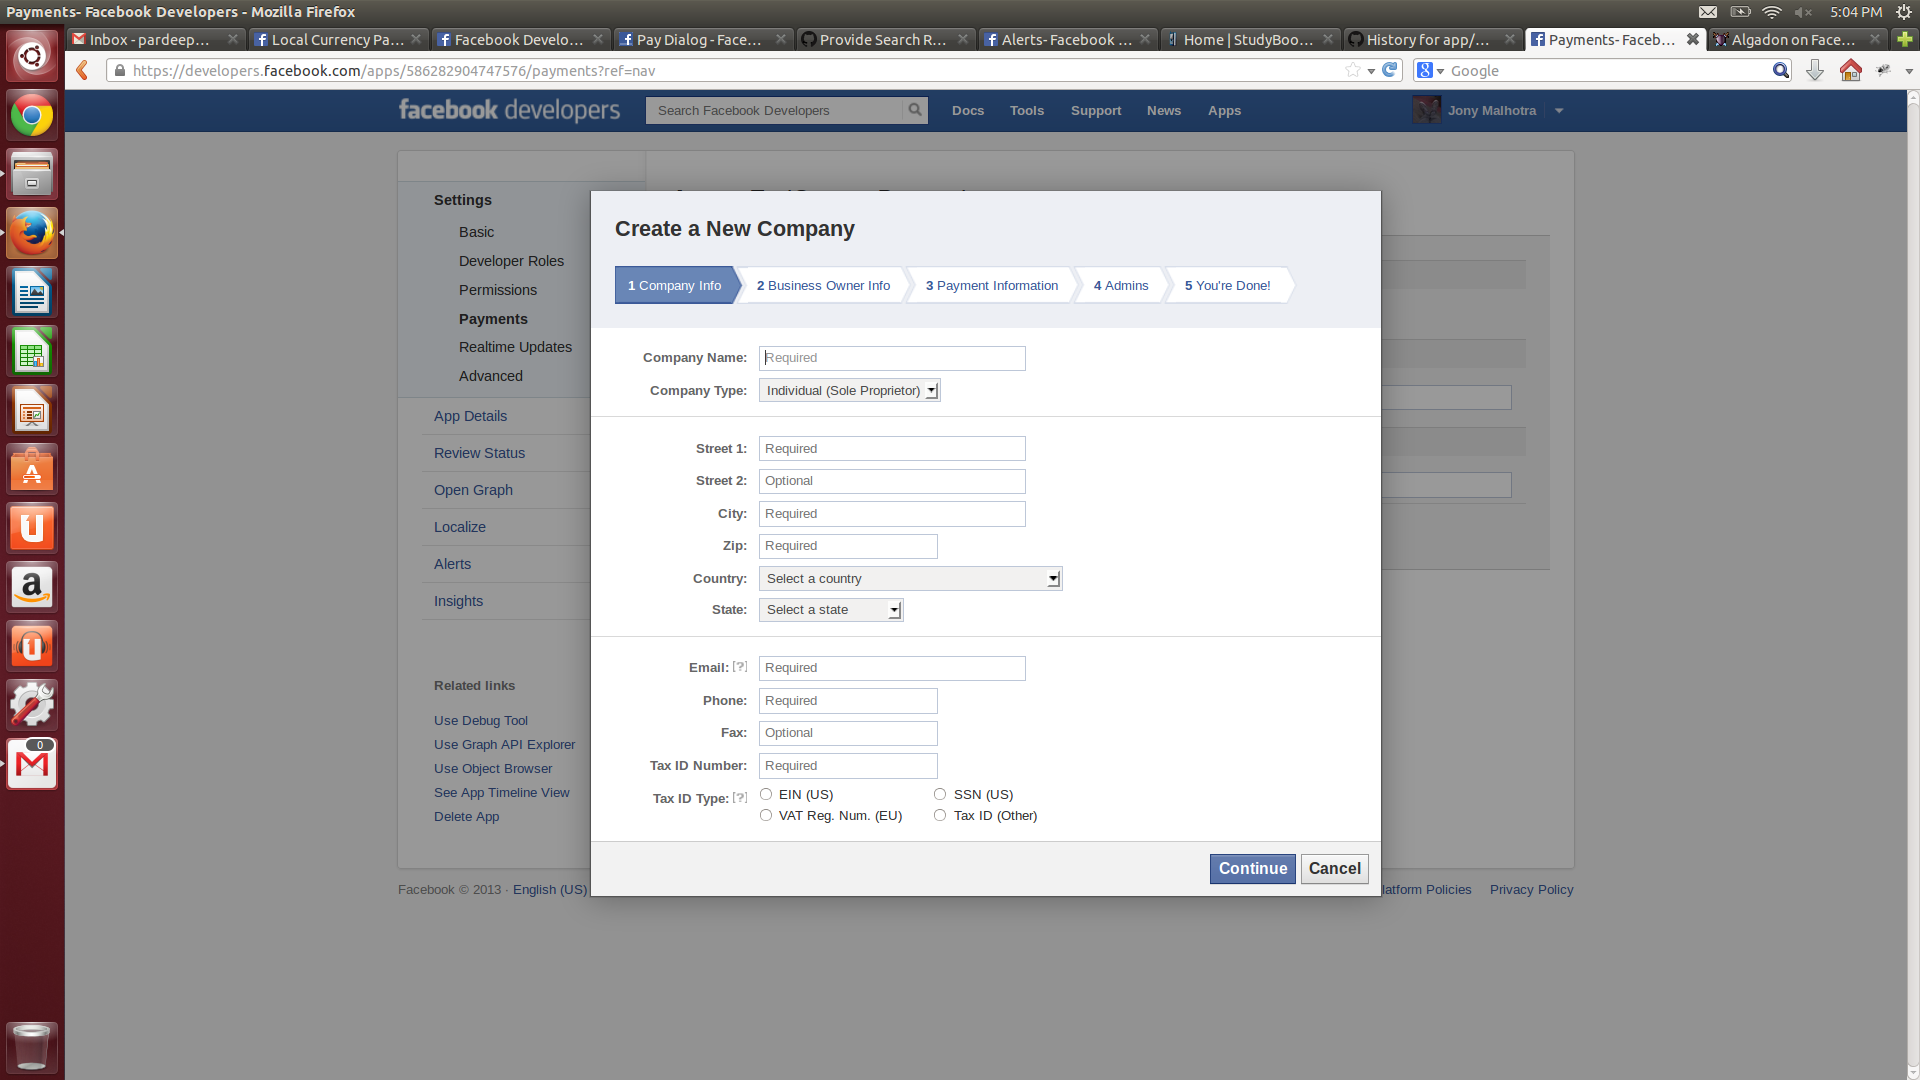 Payments- Facebook Developers - Mozilla Firefox
5:04 PM
Inbox - pardeep...
Local Currency Pa...
Facebook Develo...
Pay Dialog - Face...
Provide Search R...
Alerts- Facebook ...
Home | StudyBoo...
History for app/...
Payments- Faceb...
Algadon on Face...
https://developers.facebook.com/apps/586282904747576/payments?ref=nav
Google
facebook developers
Search Facebook Developers
Docs
Tools
Support
News
Apps
Jony Malhotra
Settings
Basic
Developer Roles
Permissions
Payments
Realtime Updates
Advanced
App Details
Review Status
Open Graph
Localize
Alerts
Insights
Related links
Use Debug Tool
Use Graph API Explorer
Use Object Browser
See App Timeline View
Delete App
Create a New Company
1 Company Info
2 Business Owner Info
3 Payment Information
4 Admins
5 You're Done!
Company Name: Required
Company Type: Individual (Sole Proprietor)
Street 1: Required
Street 2: Optional
City: Required
Zip: Required
Country: Select a country
State: Select a state
Email: [?] Required
Phone: Required
Fax: Optional
Tax ID Number: Required
Tax ID Type: [?] EIN (US) SSN (US)
VAT Reg. Num. (EU) Tax ID (Other)
Continue Cancel
Facebook © 2013 · English (US)
latform Policies
Privacy Policy
0